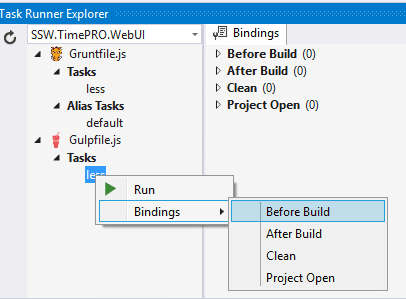 Task Runner Explorer
SSW.TimePRO.WebUI
Gruntfile.js
Tasks
less
Alias Tasks
default
Gulpfile.js
Tasks
less
Run
Bindings
Before Build
After Build
Clean
Project Open
Bindings
Before Build (0)
After Build (0)
Clean (0)
Project Open (0)